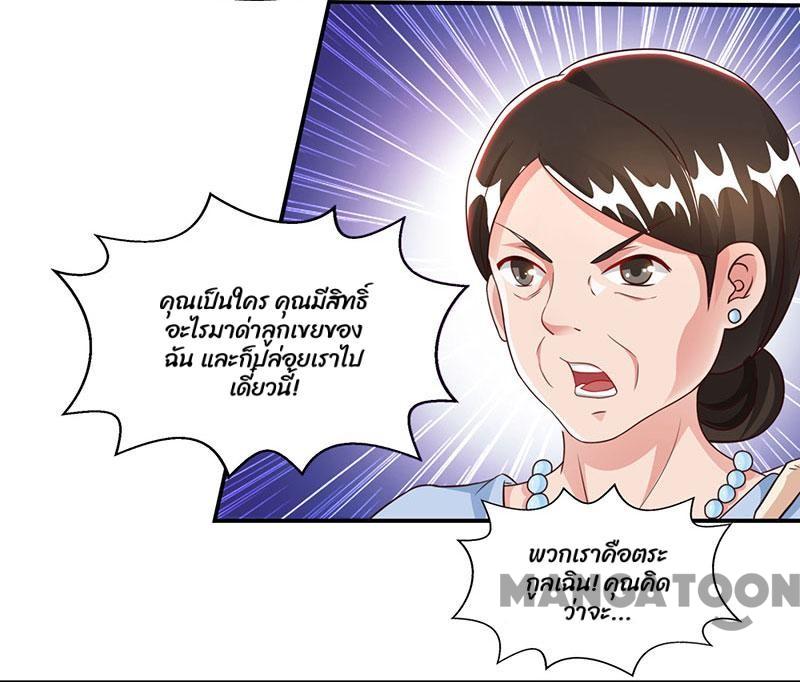 คุณเป็นใคร คุณมีสิทธิ์
อะไรมาด่าลูกเขยของ
ฉัน และก็ปล่อยเราไป
เดี๋ยวนี้!
พวกเราคือตระ
กูลเฉิน! คุณคิด
ว่าจะ...
MANGATOON